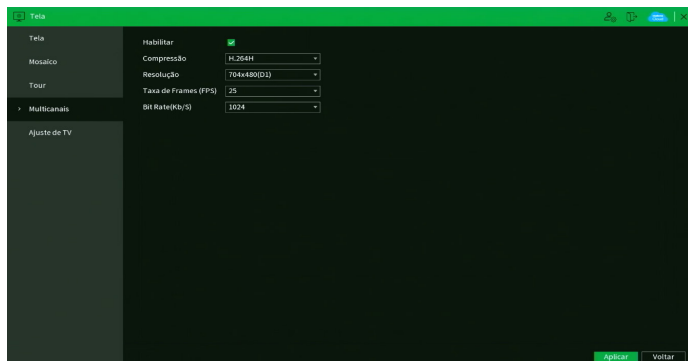 Tela
Tela
Mosaico
Tour
Multicanais
Ajuste de TV
Habilitar
Compressão H.264H
Resolução 704x480(D1)
Taxa de Frames (FPS) 25
Bit Rate(Kb/S) 1024
Aplicar Voltar